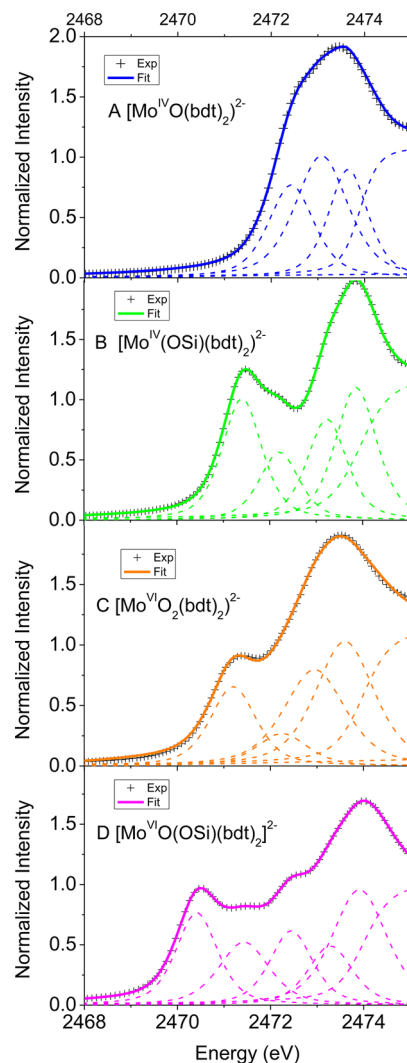 2468 2470 2472 2474
Normalized Intensity
2.0
1.5
1.0
0.5
0.0
Exp
Fit
A [Mo^IVO(bdt)₂]²⁻
Normalized Intensity
1.5
1.0
0.5
0.0
Exp
Fit
B [Mo^IV(OSi)(bdt)₂]²⁻
Normalized Intensity
1.5
1.0
0.5
0.0
Exp
Fit
C [Mo^VIO₂(bdt)₂]²⁻
Normalized Intensity
1.5
1.0
0.5
0.0
Exp
Fit
D [Mo^VIO(OSi)(bdt)₂]²⁻
2468 2470 2472 2474
Energy (eV)